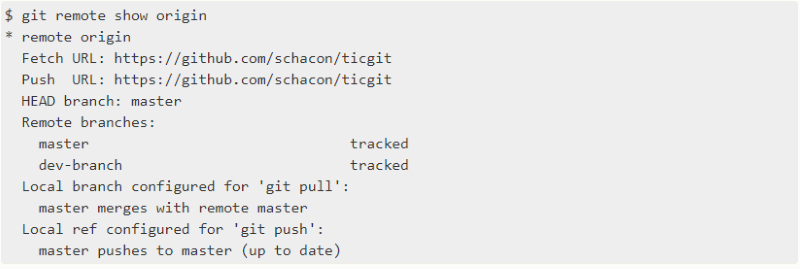 $ git remote show origin
* remote origin
  Fetch URL: https://github.com/schacon/ticgit
  Push  URL: https://github.com/schacon/ticgit
  HEAD branch: master
  Remote branches:
    master                               tracked
    dev-branch                           tracked
  Local branch configured for 'git pull':
    master merges with remote master
  Local ref configured for 'git push':
    master pushes to master (up to date)